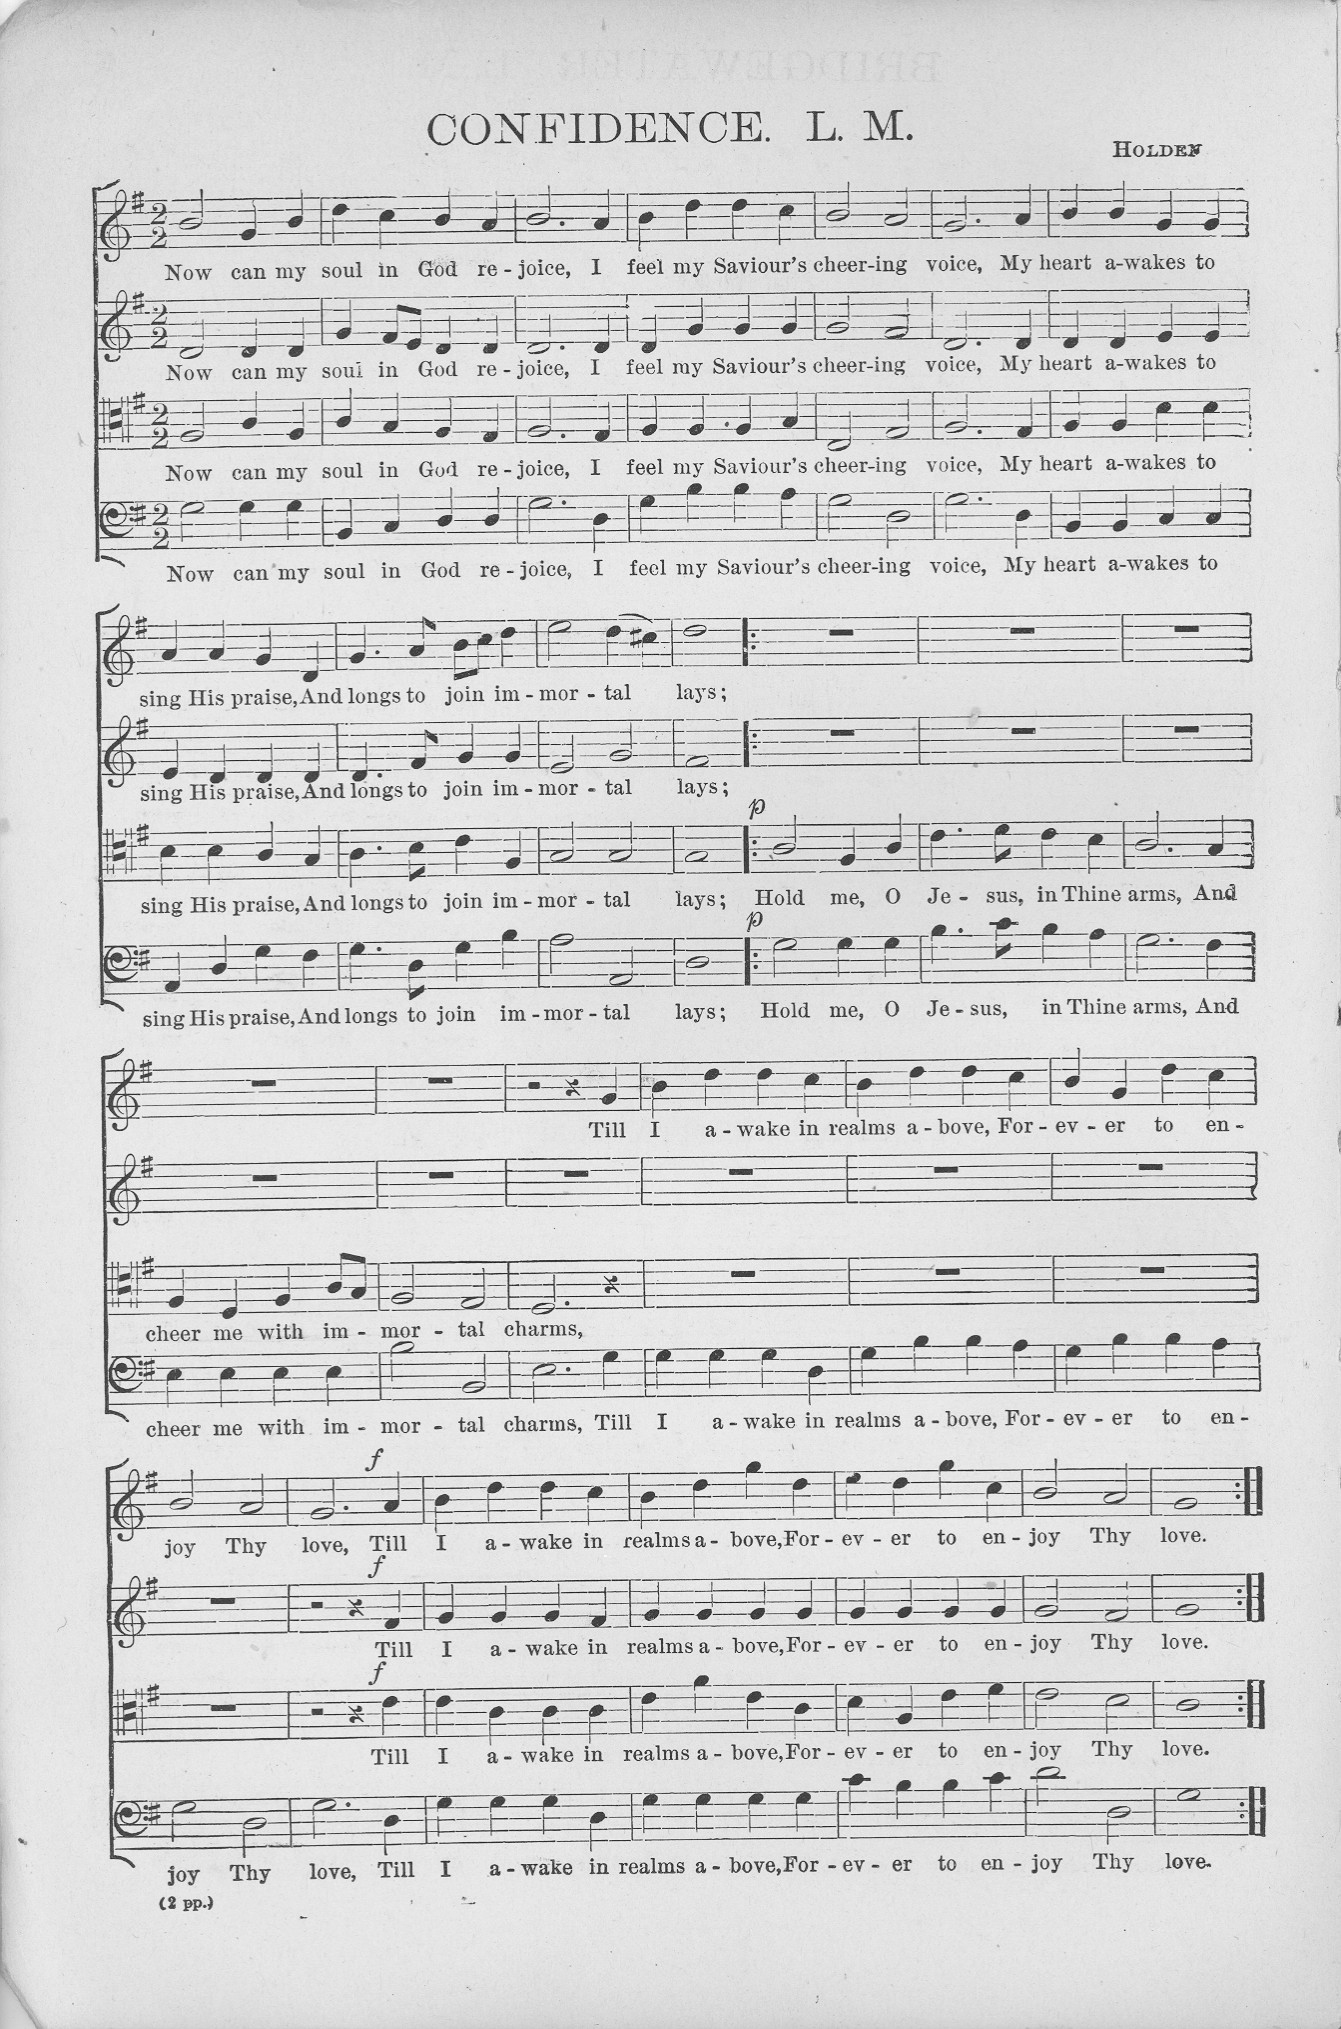 CONFIDENCE. L. M.
HOLDEN
Now can my soul in God re - joice, I feel my Saviour's cheer-ing voice, My heart a-wakes to
Now can my soul in God re - joice, I feel my Saviour's cheer-ing voice, My heart a-wakes to
Now can my soul in God re - joice, I feel my Saviour's cheer-ing voice, My heart a-wakes to
Now can my soul in God re - joice, I feel my Saviour's cheer-ing voice, My heart a-wakes to
sing His praise, And longs to join im - mor - tal lays;
sing His praise, And longs to join im - mor - tal lays;
p
sing His praise, And longs to join im - mor - tal lays; Hold me, O Je - sus, in Thine arms, And
p
sing His praise, And longs to join im - mor - tal lays; Hold me, O Je - sus, in Thine arms, And
Till I a - wake in realms a - bove, For - ev - er to en -
cheer me with im - mor - tal charms,
cheer me with im - mor - tal charms, Till I a - wake in realms a - bove, For - ev - er to en -
f
joy Thy love, Till I a - wake in realms a - bove, For - ev - er to en - joy Thy love.
f
Till I a - wake in realms a - bove, For - ev - er to en - joy Thy love.
f
Till I a - wake in realms a - bove, For - ev - er to en - joy Thy love.
joy Thy love, Till I a - wake in realms a - bove, For - ev - er to en - joy Thy love.
(2 pp.)